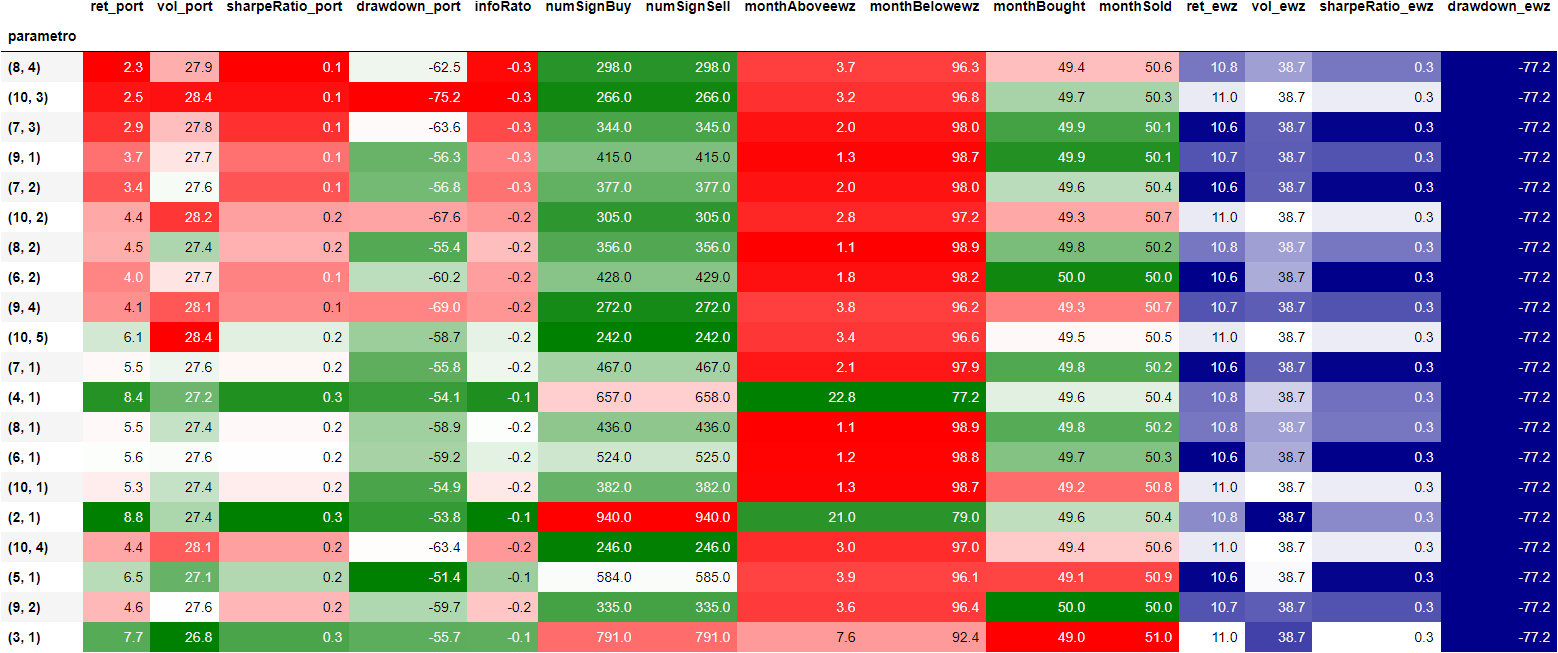 ret_port vol_port sharpeRatio_port drawdown_port infoRato numSignBuy numSignSell monthAboveewz monthBelowewz monthBought monthSold ret_ewz vol_ewz sharpeRatio_ewz drawdown_ewz
parametro
(8, 4) 2.3 27.9 0.1 -62.5 -0.3 298.0 298.0 3.7 96.3 49.4 50.6 10.8 38.7 0.3 -77.2
(10, 3) 2.5 28.4 0.1 -75.2 -0.3 266.0 266.0 3.2 96.8 49.7 50.3 11.0 38.7 0.3 -77.2
(7, 3) 2.9 27.8 0.1 -63.6 -0.3 344.0 345.0 2.0 98.0 49.9 50.1 10.6 38.7 0.3 -77.2
(9, 1) 3.7 27.7 0.1 -56.3 -0.3 415.0 415.0 1.3 98.7 49.9 50.1 10.7 38.7 0.3 -77.2
(7, 2) 3.4 27.6 0.1 -56.8 -0.3 377.0 377.0 2.0 98.0 49.6 50.4 10.6 38.7 0.3 -77.2
(10, 2) 4.4 28.2 0.2 -67.6 -0.2 305.0 305.0 2.8 97.2 49.3 50.7 11.0 38.7 0.3 -77.2
(8, 2) 4.5 27.4 0.2 -55.4 -0.2 356.0 356.0 1.1 98.9 49.8 50.2 10.8 38.7 0.3 -77.2
(6, 2) 4.0 27.7 0.1 -60.2 -0.2 428.0 429.0 1.8 98.2 50.0 50.0 10.6 38.7 0.3 -77.2
(9, 4) 4.1 28.1 0.1 -69.0 -0.2 272.0 272.0 3.8 96.2 49.3 50.7 10.7 38.7 0.3 -77.2
(10, 5) 6.1 28.4 0.2 -58.7 -0.2 242.0 242.0 3.4 96.6 49.5 50.5 11.0 38.7 0.3 -77.2
(7, 1) 5.5 27.6 0.2 -55.8 -0.2 467.0 467.0 2.1 97.9 49.8 50.2 10.6 38.7 0.3 -77.2
(4, 1) 8.4 27.2 0.3 -54.1 -0.1 657.0 658.0 22.8 77.2 49.6 50.4 10.8 38.7 0.3 -77.2
(8, 1) 5.5 27.4 0.2 -58.9 -0.2 436.0 436.0 1.1 98.9 49.8 50.2 10.8 38.7 0.3 -77.2
(6, 1) 5.6 27.6 0.2 -59.2 -0.2 524.0 525.0 1.2 98.8 49.7 50.3 10.6 38.7 0.3 -77.2
(10, 1) 5.3 27.4 0.2 -54.9 -0.2 382.0 382.0 1.3 98.7 49.2 50.8 11.0 38.7 0.3 -77.2
(2, 1) 8.8 27.4 0.3 -53.8 -0.1 940.0 940.0 21.0 79.0 49.6 50.4 10.8 38.7 0.3 -77.2
(10, 4) 4.4 28.1 0.2 -63.4 -0.2 246.0 246.0 3.0 97.0 49.4 50.6 11.0 38.7 0.3 -77.2
(5, 1) 6.5 27.1 0.2 -51.4 -0.1 584.0 585.0 3.9 96.1 49.1 50.9 10.6 38.7 0.3 -77.2
(9, 2) 4.6 27.6 0.2 -59.7 -0.2 335.0 335.0 3.6 96.4 50.0 50.0 10.7 38.7 0.3 -77.2
(3, 1) 7.7 26.8 0.3 -55.7 -0.1 791.0 791.0 7.6 92.4 49.0 51.0 11.0 38.7 0.3 -77.2